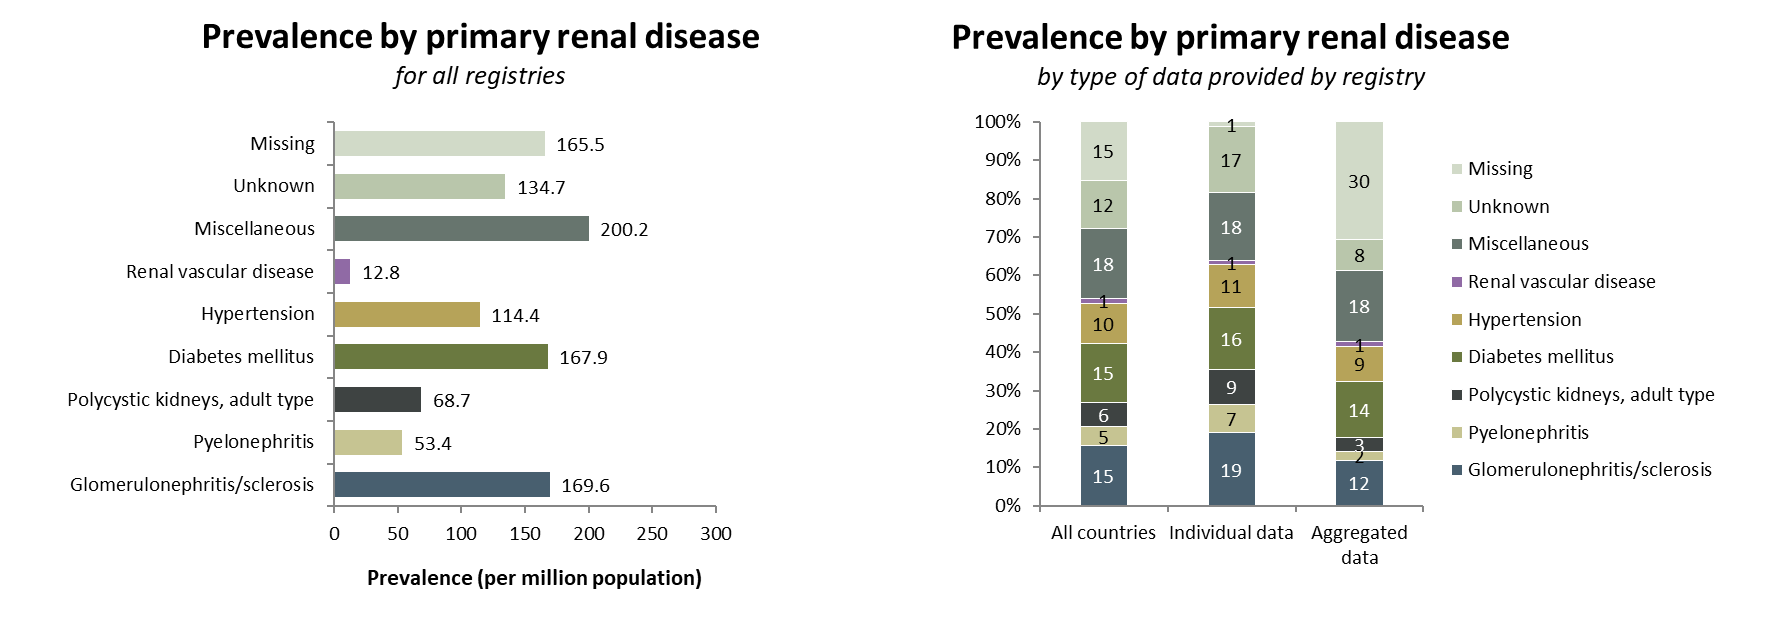 Prevalence by primary renal disease
for all registries
Missing
165.5
Unknown
134.7
Miscellaneous
200.2
Renal vascular disease
12.8
Hypertension
114.4
Diabetes mellitus
167.9
Polycystic kidneys, adult type
68.7
Pyelonephritis
53.4
Glomerulonephritis/sclerosis
169.6
0 50 100 150 200 250 300
Prevalence (per million population)
Prevalence by primary renal disease
by type of data provided by registry
100%
90%
80%
70%
60%
50%
40%
30%
20%
10%
0%
15
12
18
1
10
15
6
5
15
1
17
18
1
11
16
9
7
19
30
8
18
1
9
14
3
2
12
All countries
Individual data
Aggregated
data
Missing
Unknown
Miscellaneous
Renal vascular disease
Hypertension
Diabetes mellitus
Polycystic kidneys, adult type
Pyelonephritis
Glomerulonephritis/sclerosis